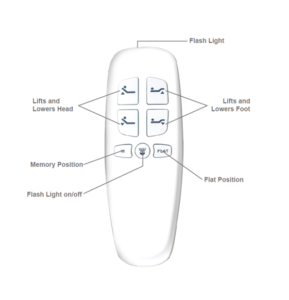 Flash Light
Lifts and
Lowers Head
Lifts and
Lowers Foot
Memory Position
FLAT
Flat Position
Flash Light on/off